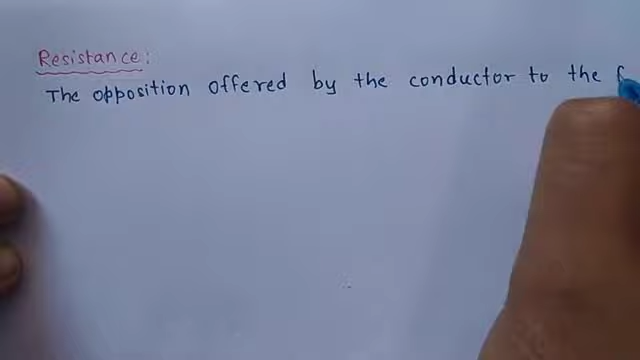 Resistance:
The opposition offered by the conductor to the